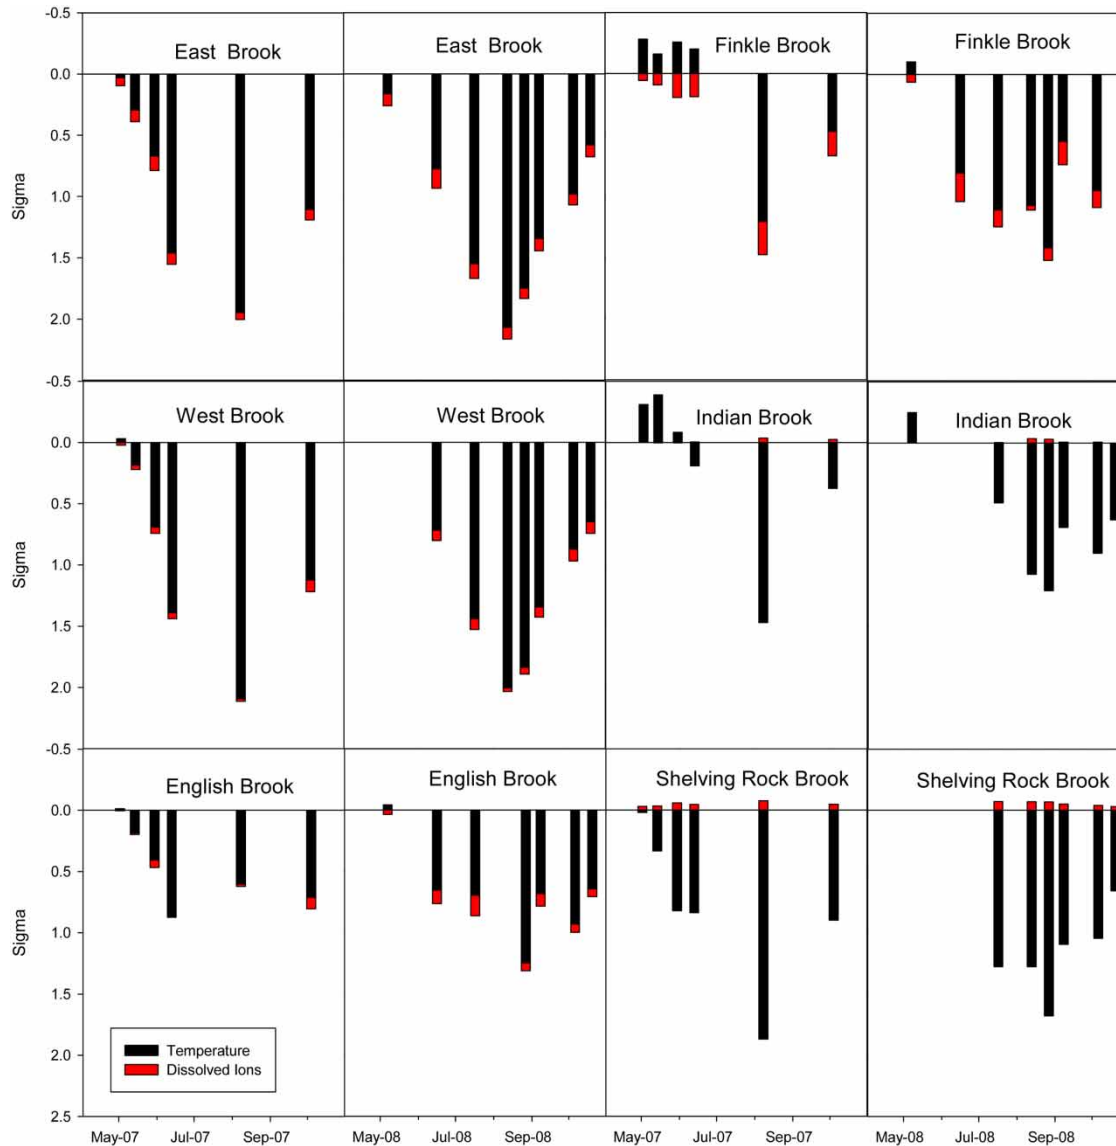 -0.5
East Brook
East Brook
Finkle Brook
Finkle Brook
0.0
0.5
Sigma
1.0
1.5
2.0
-0.5
West Brook
West Brook
Indian Brook
Indian Brook
0.0
0.5
Sigma
1.0
1.5
2.0
-0.5
English Brook
English Brook
Shelving Rock Brook
Shelving Rock Brook
0.0
0.5
Sigma
1.0
1.5
2.0
2.5
Temperature
Dissolved Ions
May-07 Jul-07 Sep-07 May-08 Jul-08 Sep-08 May-07 Jul-07 Sep-07 May-08 Jul-08 Sep-08